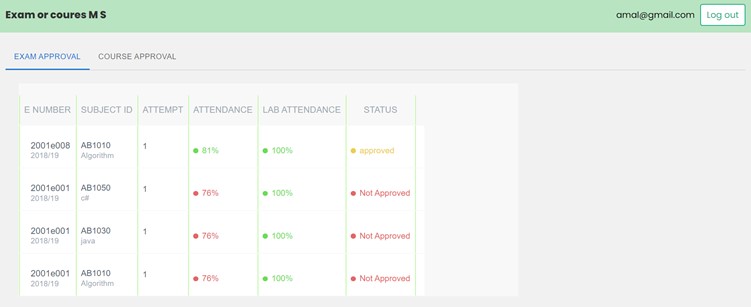 Exam or coures M S
amal@gmail.com Log out
EXAM APPROVAL COURSE APPROVAL
E NUMBER SUBJECT ID ATTEMPT ATTENDANCE LAB ATTENDANCE STATUS
2001e008 AB1010 1 81% 100% approved
2018/19 Algorithm
2001e001 AB1050 1 76% 100% Not Approved
2018/19 c#
2001e001 AB1030 1 76% 100% Not Approved
2018/19 java
2001e001 AB1010 1 76% 100% Not Approved
2018/19 Algorithm